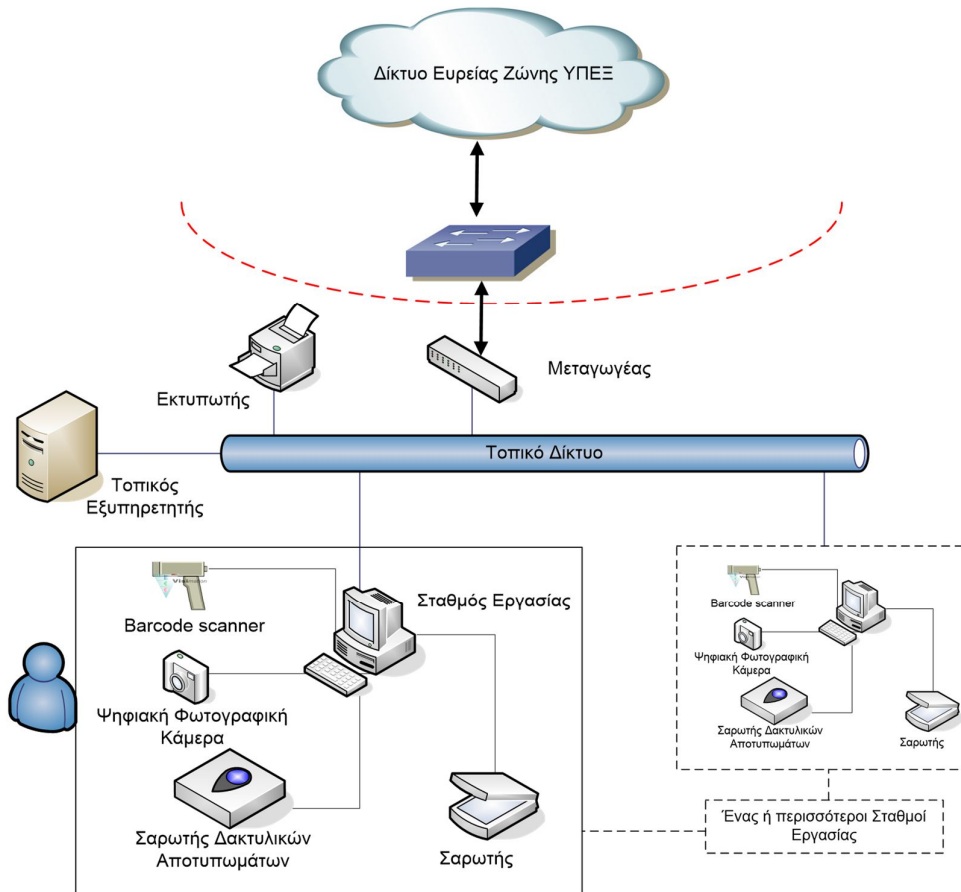 Δίκτυο Ευρείας Ζώνης ΥΠΕΞ
Μεταγωγέας
Εκτυπωτής
Τοπικό Δίκτυο
Τοπικός
Εξυπηρετητής
Σταθμός Εργασίας
Barcode scanner
Ψηφιακή Φωτογραφική
Κάμερα
Σαρωτής Δακτυλικών
Αποτυπωμάτων
Σαρωτής
Barcode scanner
Ψηφιακή Φωτογραφική
Κάμερα
Σαρωτής Δακτυλικών
Αποτυπωμάτων
Σαρωτής
Ένας ή περισσότεροι Σταθμοί
Εργασίας